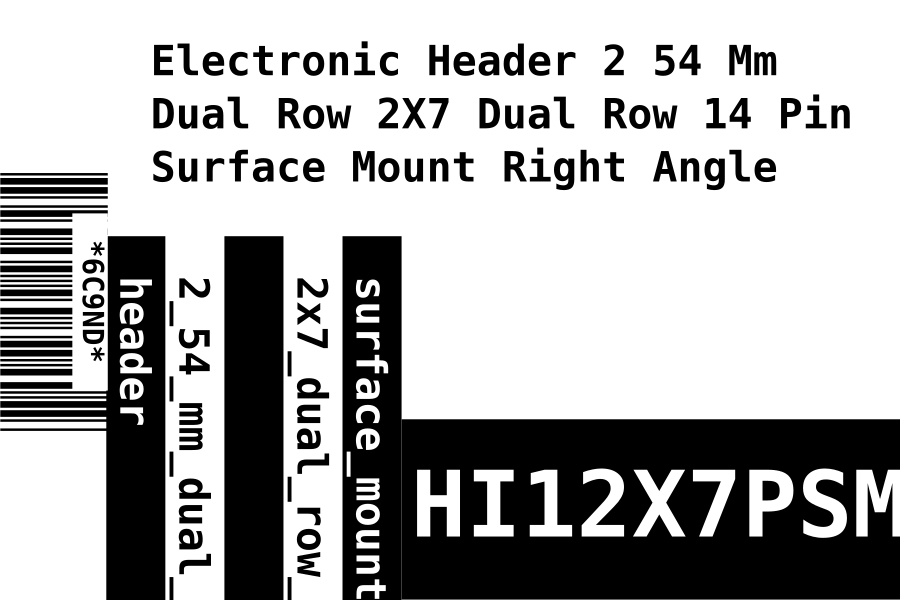 Electronic Header 2 54 Mm
Dual Row 2X7 Dual Row 14 Pin
Surface Mount Right Angle
*6C9ND*
header
2_54_mm_dual_
2x7_dual_row_
surface_mount
HI12X7PSM